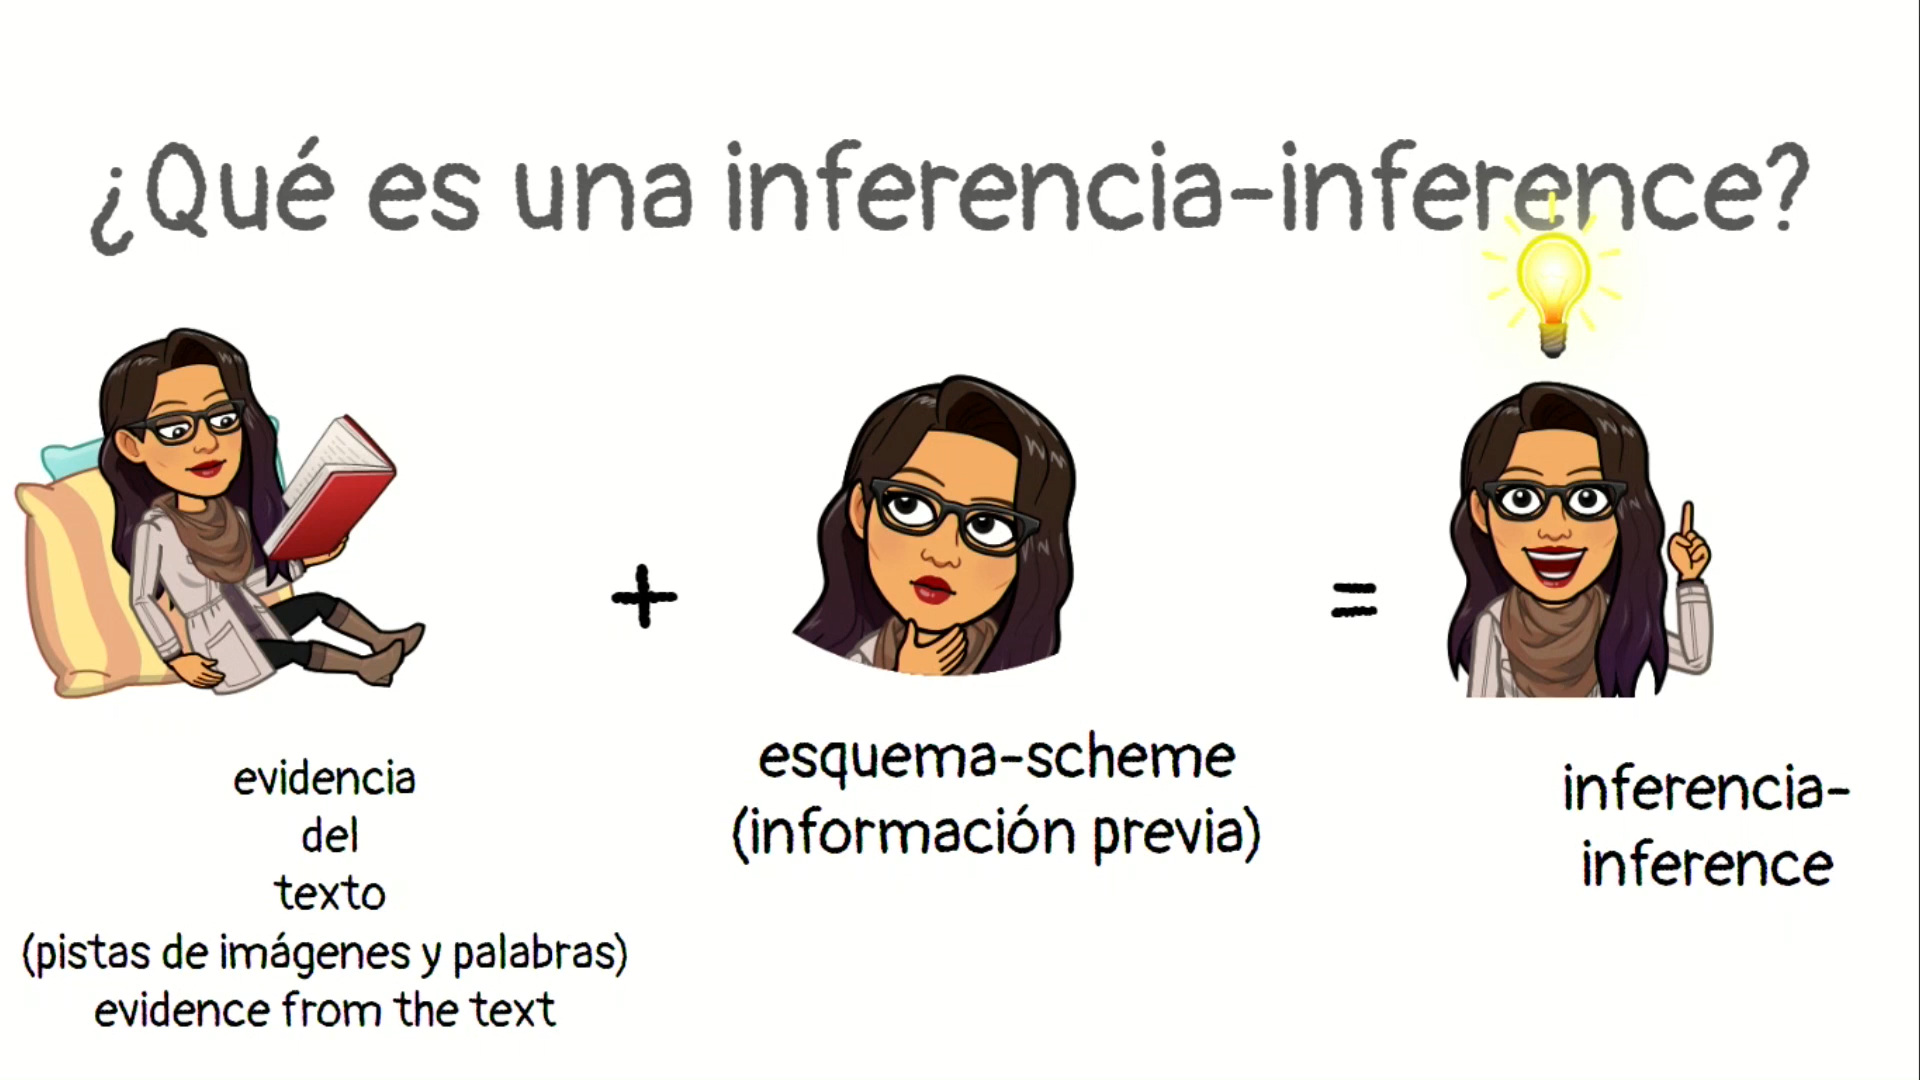 ¿Qué es una inferencia-inference?
evidencia
del
texto
(pistas de imágenes y palabras)
evidence from the text
+
esquema-scheme
(información previa)
=
inferencia-
inference